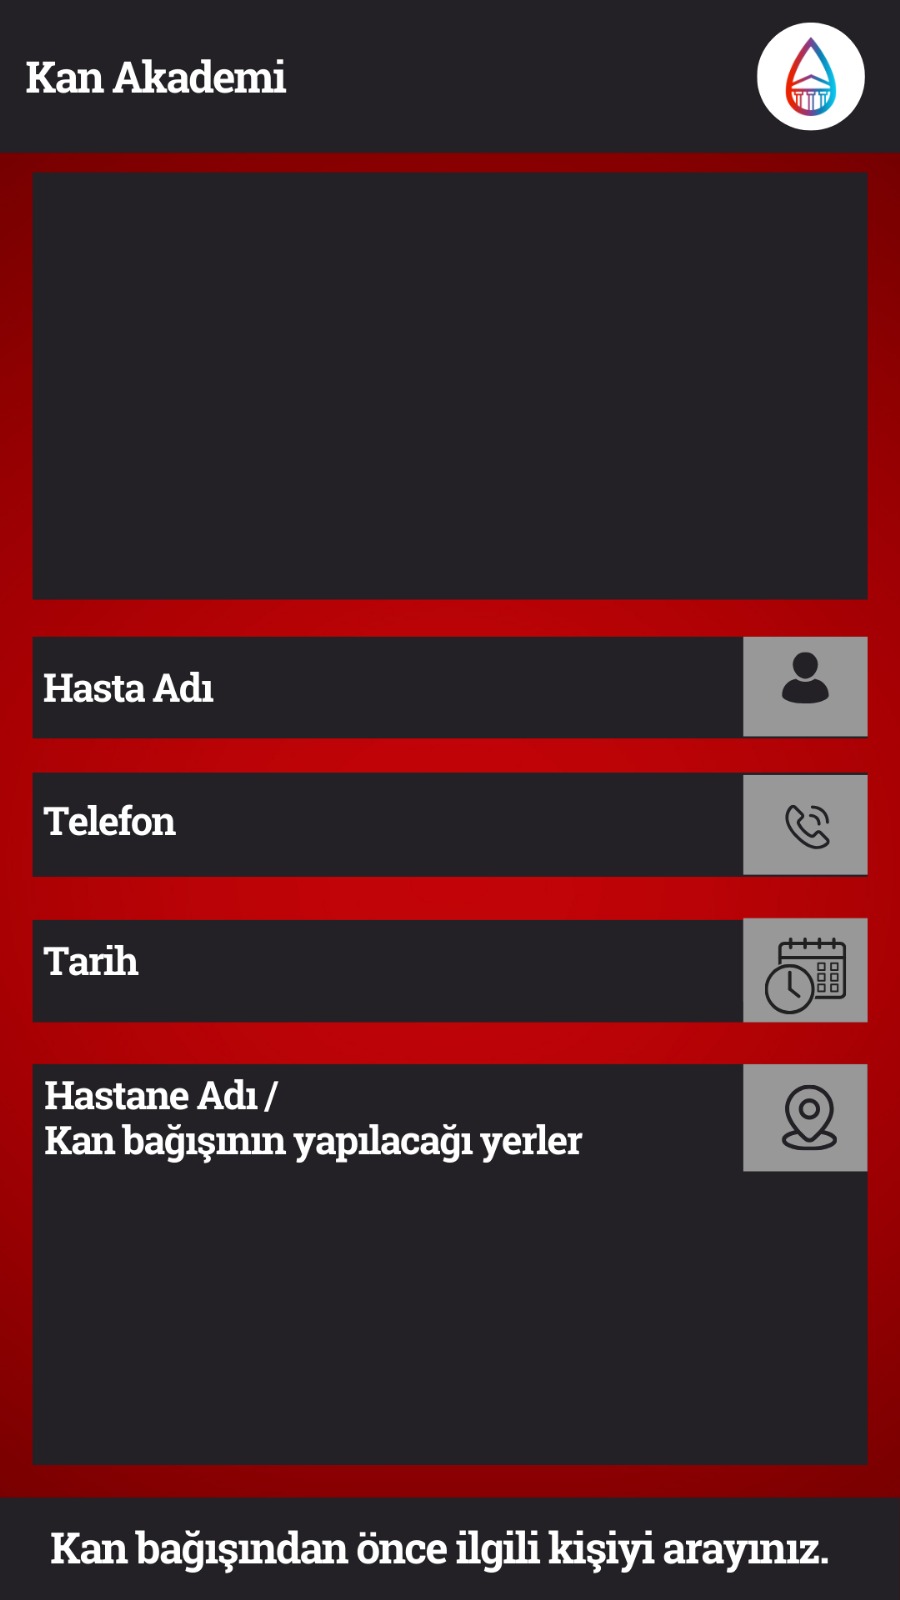 Kan Akademi
Hasta Adı
Telefon
Tarih
Hastane Adı /
Kan bağışının yapılacağı yerler
Kan bağışından önce ilgili kişiyi arayınız.